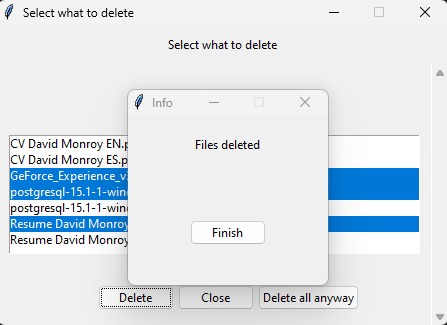 Select what to delete
Select what to delete
Info
Files deleted
CV David Monroy EN.
CV David Monroy ES.
GeForce_Experience_v
postgresql-15.1-1-win
postgresql-15.1-1-win
Resume David Monroy
Resume David Monroy
Finish
Delete
Close
Delete all anyway